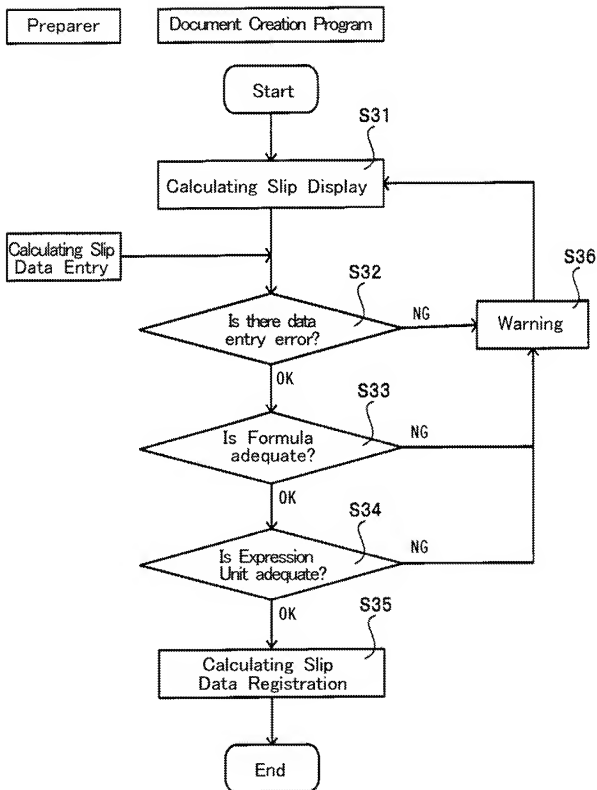 Preparer
Document Creation Program
Start
S31
Calculating Slip Display
Calculating Slip
Data Entry
S32
S36
Is there data
entry error?
NG
Warning
OK
S33
Is Formula
adequate?
NG
OK
S34
Is Expression
Unit adequate?
NG
OK
S35
Calculating Slip
Data Registration
End